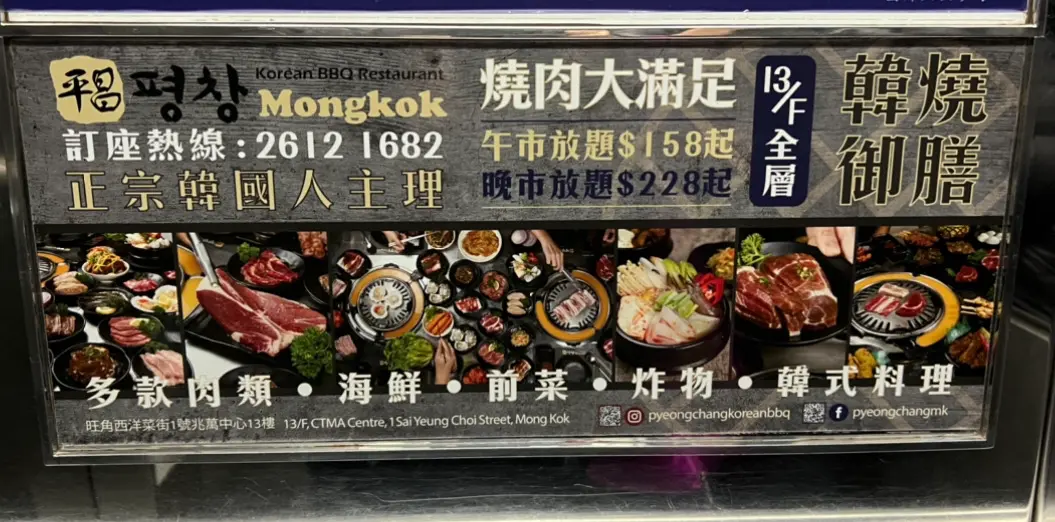 平昌 평창 Korean BBQ Restaurant
Mongkok
訂座熱線:2612 1682
正宗韓國人主理
燒肉大滿足
午市放題$158起
晚市放題$228起
13/F全層
韓燒
御膳
多款肉類•海鮮•前菜•炸物•韓式料理
旺角西洋菜街1號兆萬中心13樓 13/F, CTMA Centre, 1Sai Yeung Choi Street, Mong Kok
pyeongchangkoreanbbq
pyeongchangmk